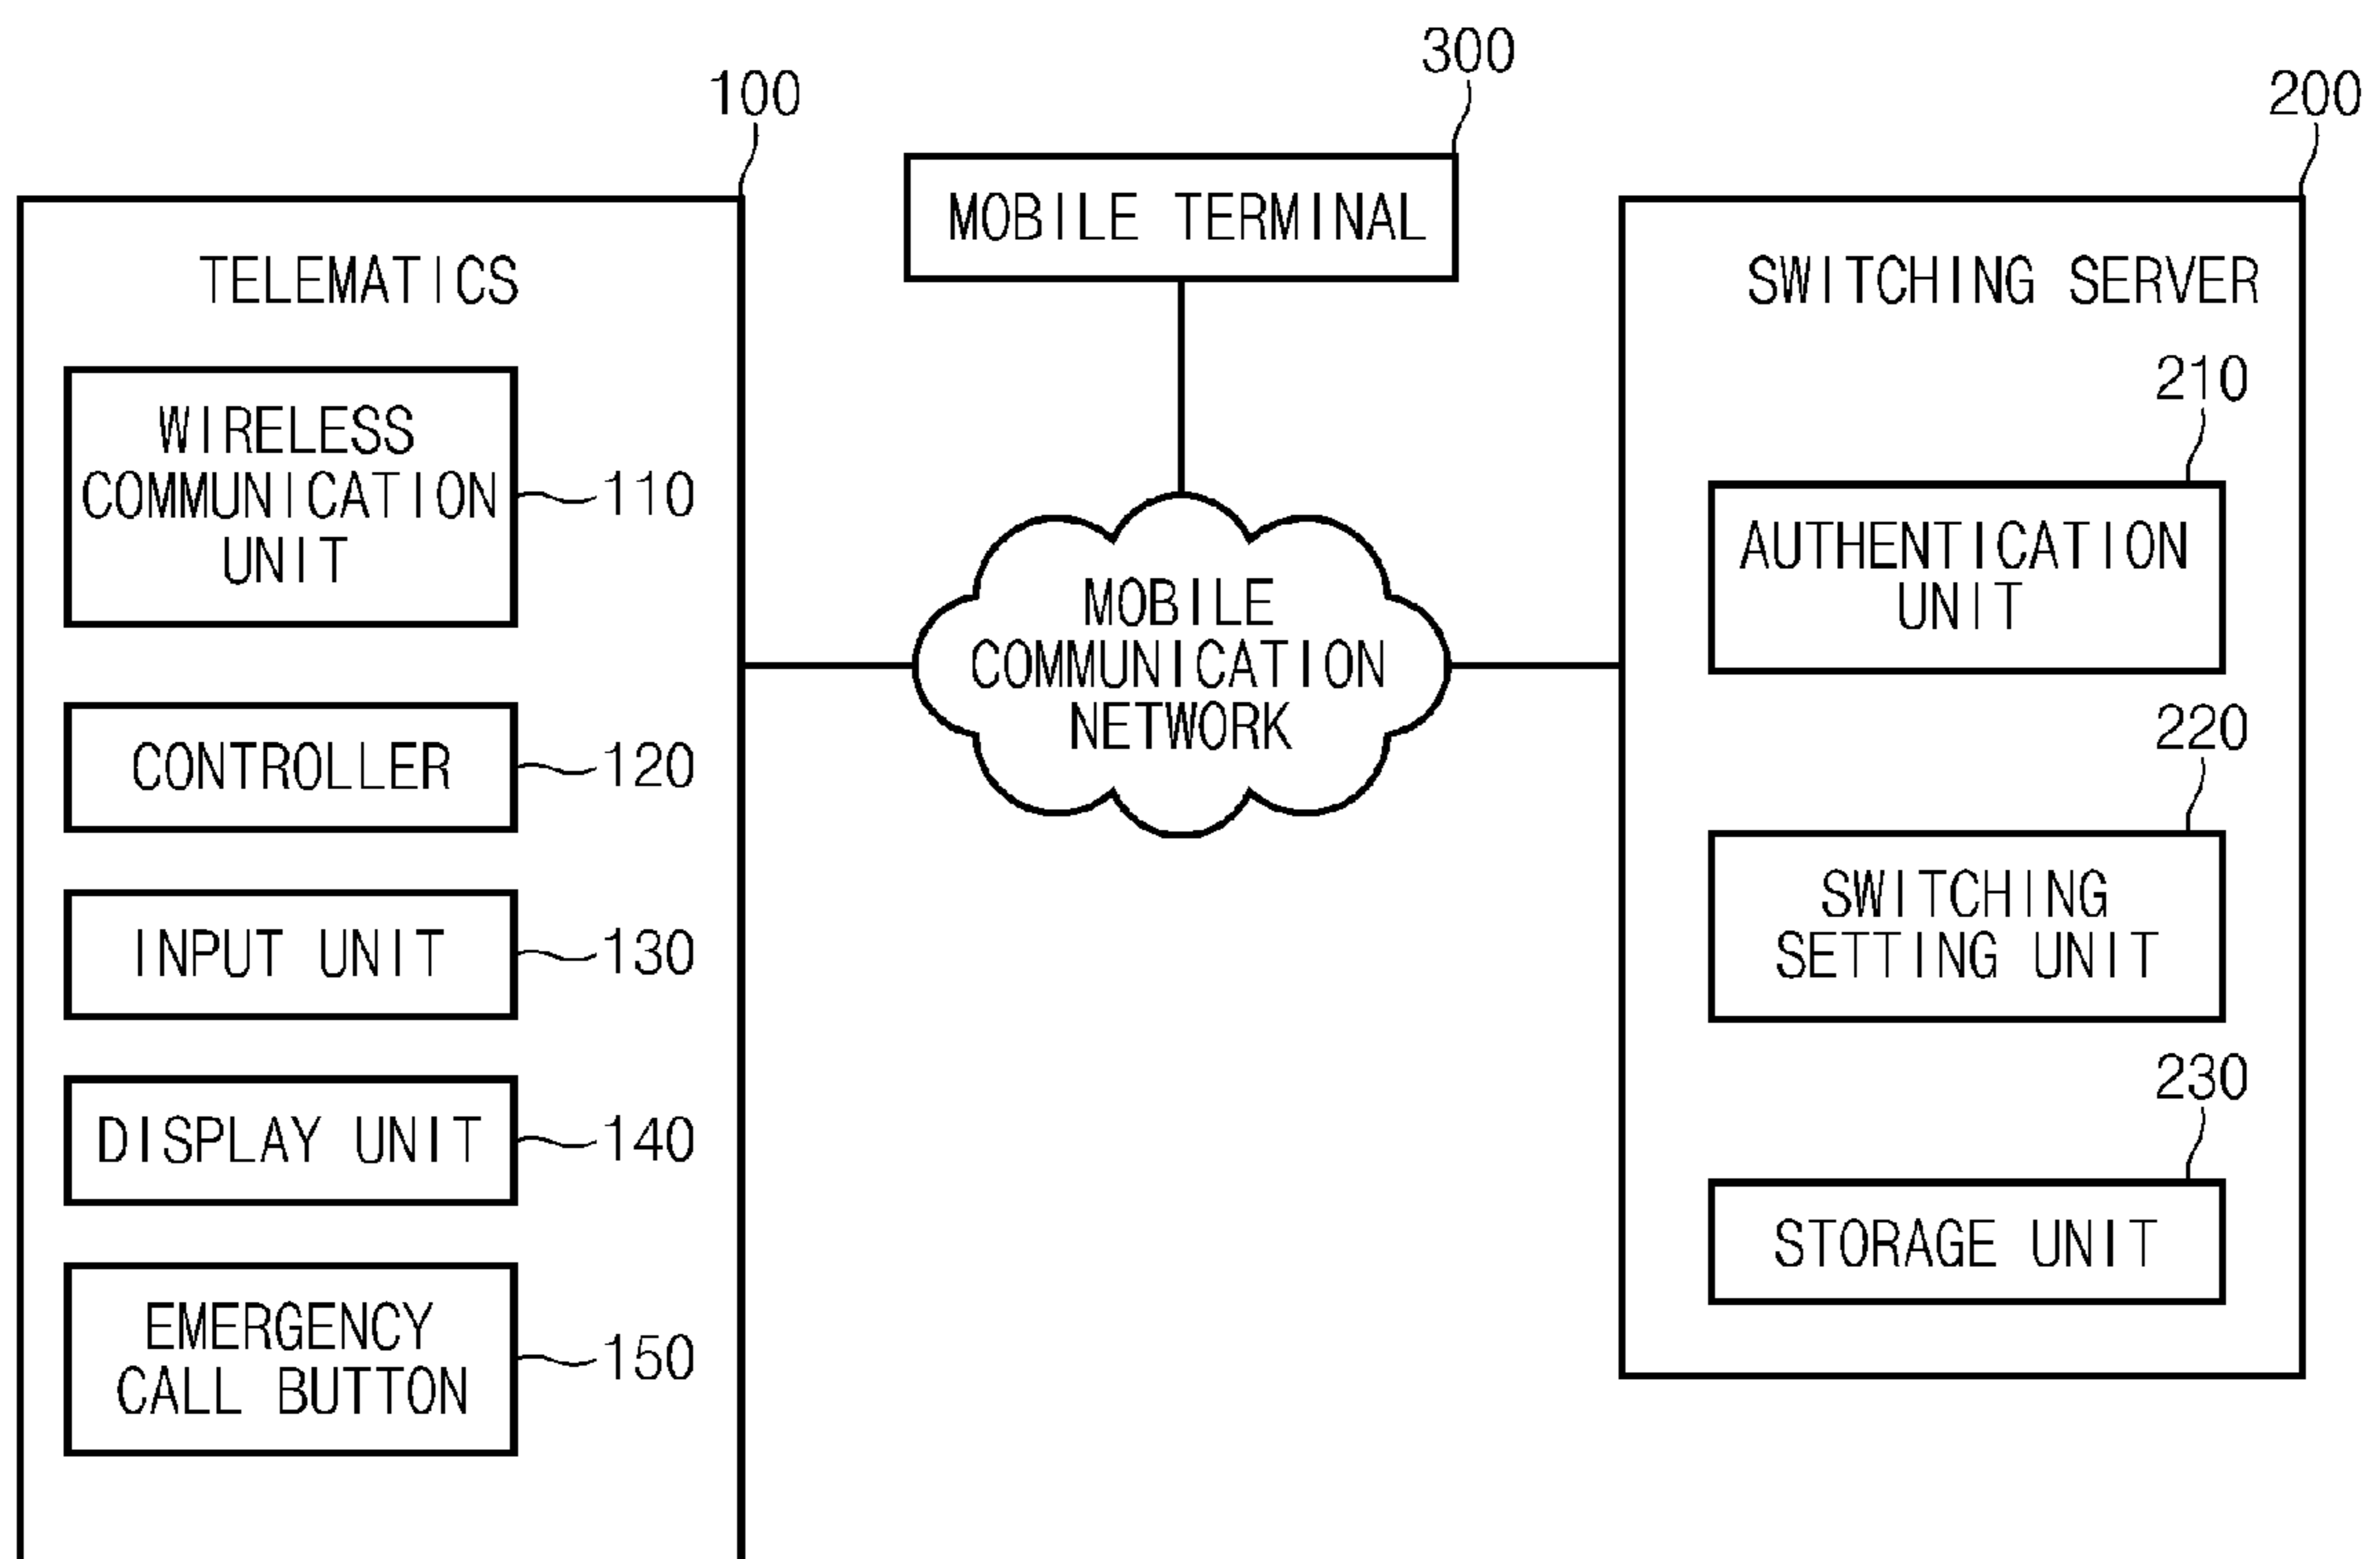 300
100
200
MOBILE TERMINAL
TELEMATICS
SWITCHING SERVER
WIRELESS
COMMUNICATION
UNIT
110
210
AUTHENTICATION
UNIT
MOBILE
COMMUNICATION
NETWORK
CONTROLLER
120
220
SWITCHING
SETTING UNIT
INPUT UNIT
130
DISPLAY UNIT
140
230
STORAGE UNIT
EMERGENCY
CALL BUTTON
150